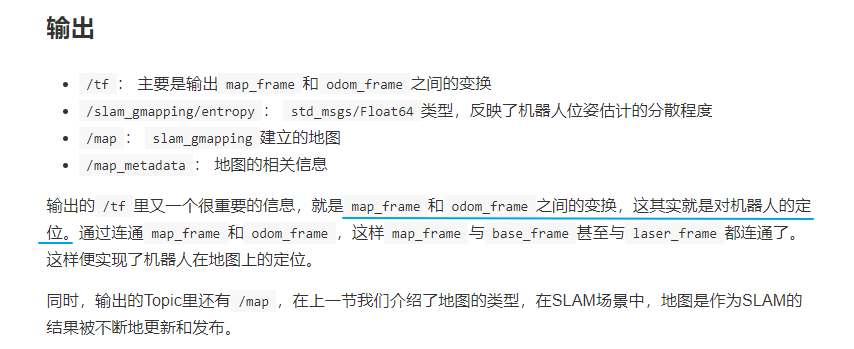 输出
/tf： 主要是输出 map_frame 和 odom_frame 之间的变换
/slam_gmapping/entropy： std_msgs/Float64 类型，反映了机器人位姿估计的分散程度
/map： slam_gmapping 建立的地图
/map_metadata： 地图的相关信息
输出的 /tf 里又一个很重要的信息，就是 map_frame 和 odom_frame 之间的变换，这其实就是对机器人的定
位。通过连通 map_frame 和 odom_frame ，这样 map_frame 与 base_frame 甚至与 laser_frame 都连通了。
这样便实现了机器人在地图上的定位。
同时，输出的Topic里还有 /map ，在上一节我们介绍了地图的类型，在SLAM场景中，地图是作为SLAM的
结果被不断地更新和发布。